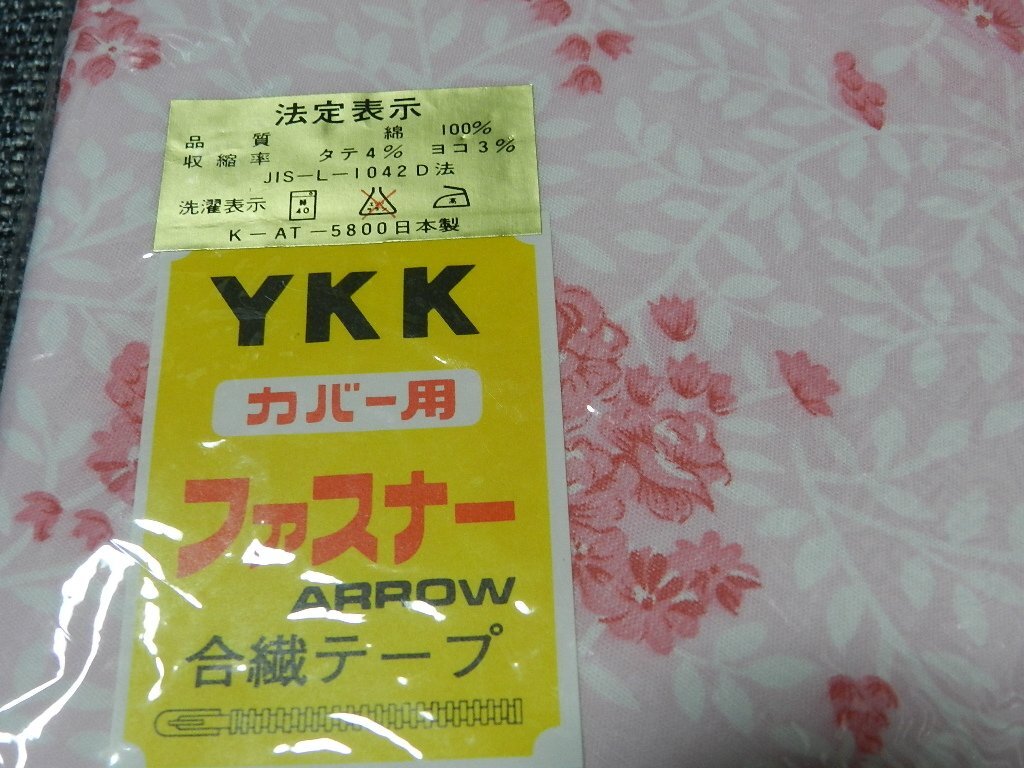 法定表示
品質 綿 100%
収縮率 タテ4% ヨコ3%
JIS-L-1042D法
洗濯表示 40 高
K-AT-5800日本製
YKK
カバー用
ファスナー
ARROW
合繊テープ